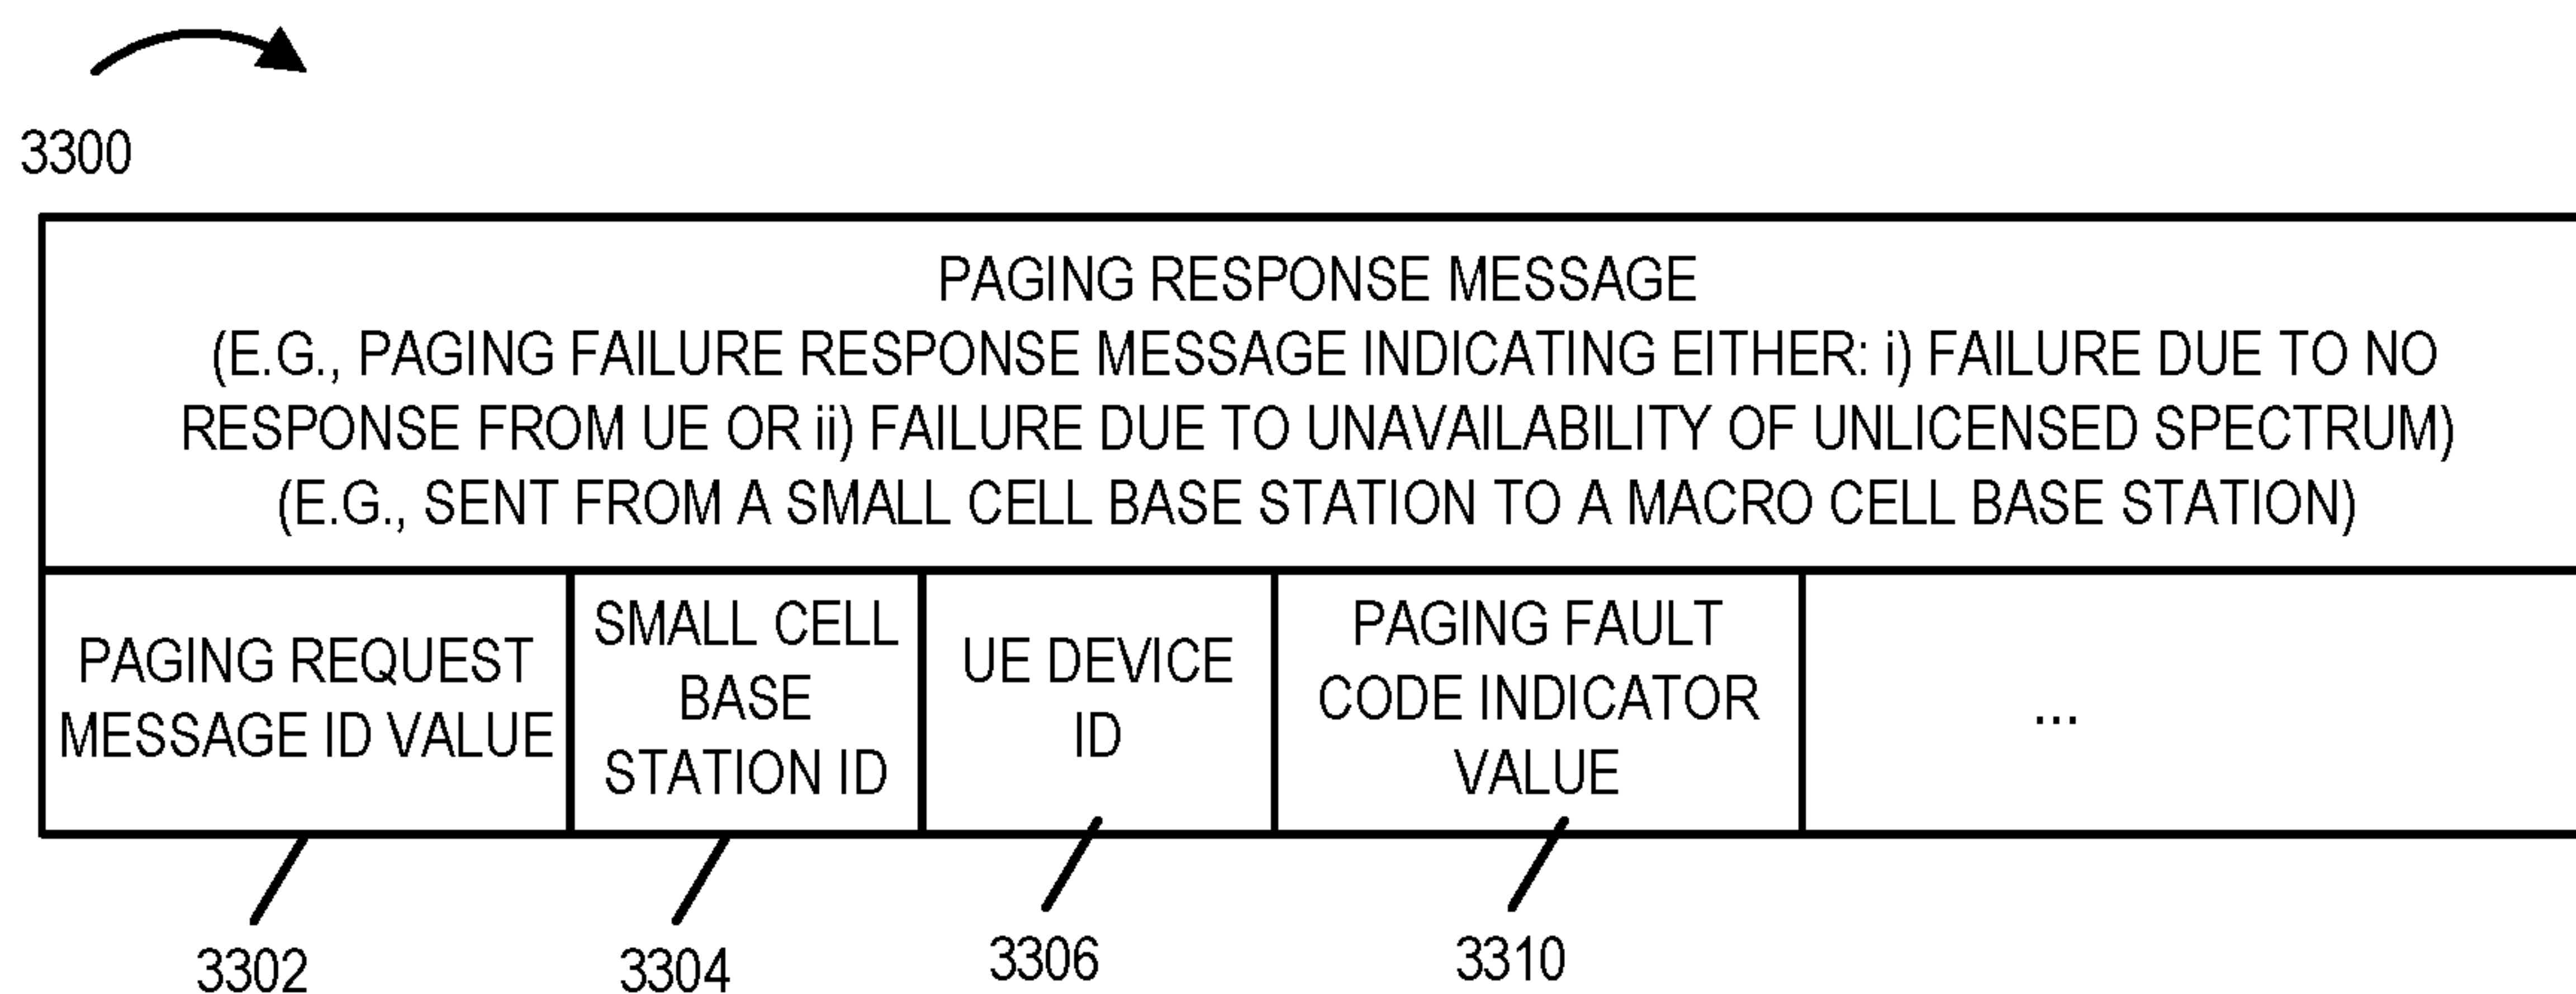 3300
PAGING RESPONSE MESSAGE
(E.G., PAGING FAILURE RESPONSE MESSAGE INDICATING EITHER: i) FAILURE DUE TO NO
RESPONSE FROM UE OR ii) FAILURE DUE TO UNAVAILABILITY OF UNLICENSED SPECTRUM)
(E.G., SENT FROM A SMALL CELL BASE STATION TO A MACRO CELL BASE STATION)
PAGING REQUEST
MESSAGE ID VALUE
SMALL CELL
BASE
STATION ID
UE DEVICE
ID
PAGING FAULT
CODE INDICATOR
VALUE
...
3302
3304
3306
3310